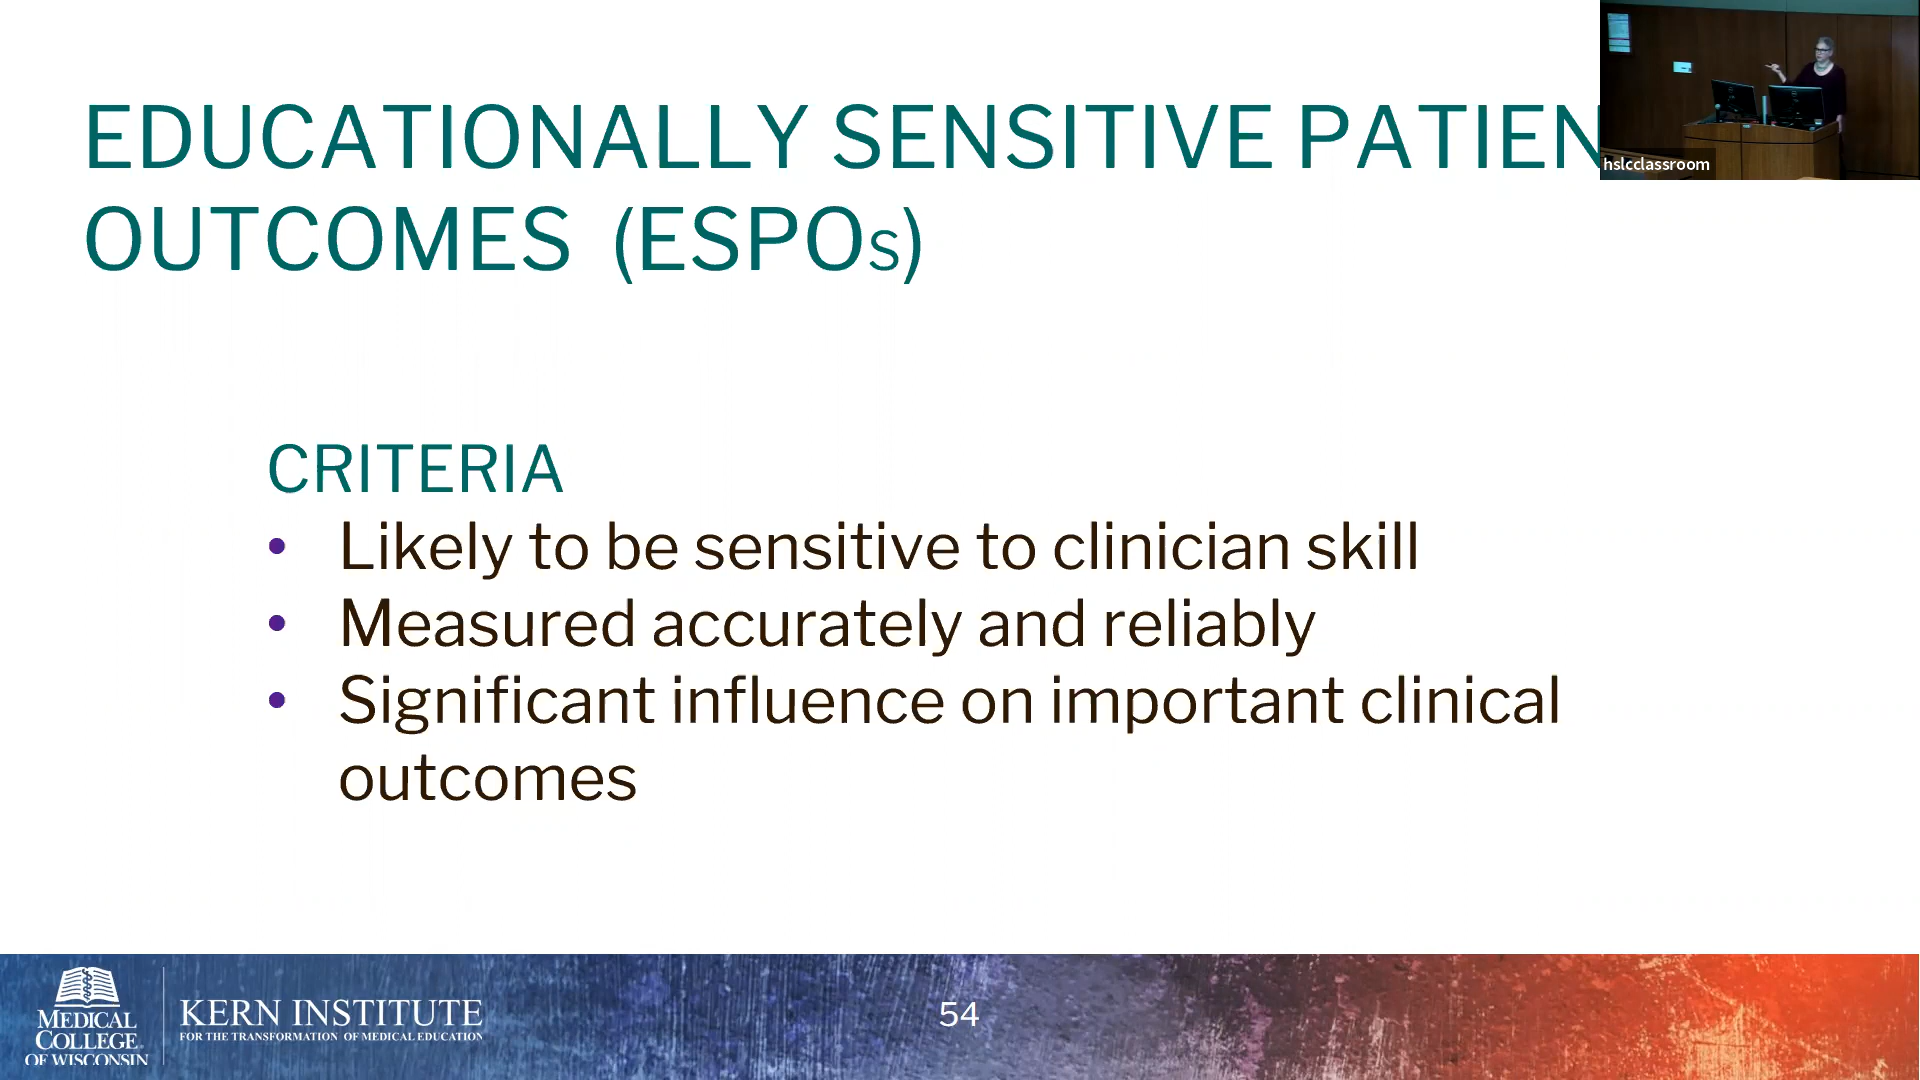 EDUCATIONALLY SENSITIVE PATIEN
OUTCOMES (ESPOs)
hslcclassroom
CRITERIA
• Likely to be sensitive to clinician skill
• Measured accurately and reliably
• Significant influence on important clinical
outcomes
MEDICAL
COLLEGE
OF WISCONSIN
KERN INSTITUTE
FOR THE TRANSFORMATION OF MEDICAL EDUCATION
54